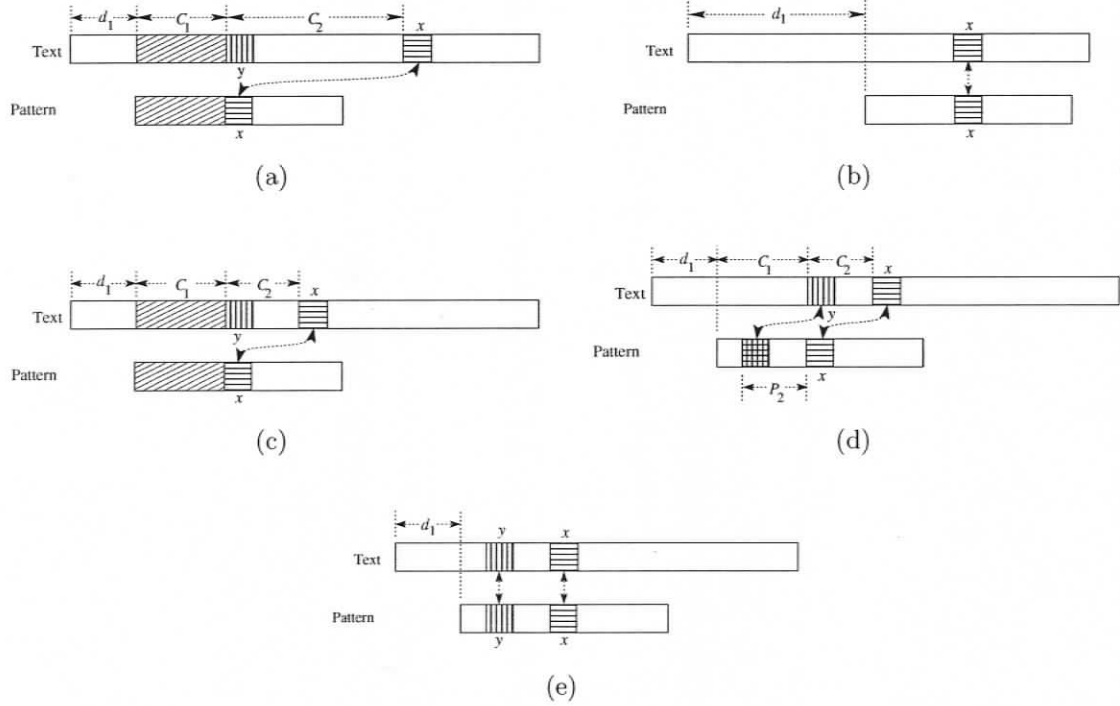 d1 C1 C2 x
Text
y
Pattern
x
(a)
d1 x
Text
Pattern
x
(b)
d1 C1 C2 x
Text
y
Pattern
x
(c)
d1 C1 C2 x
Text
y
Pattern
x
P2
(d)
d1 y x
Text
Pattern
y x
(e)